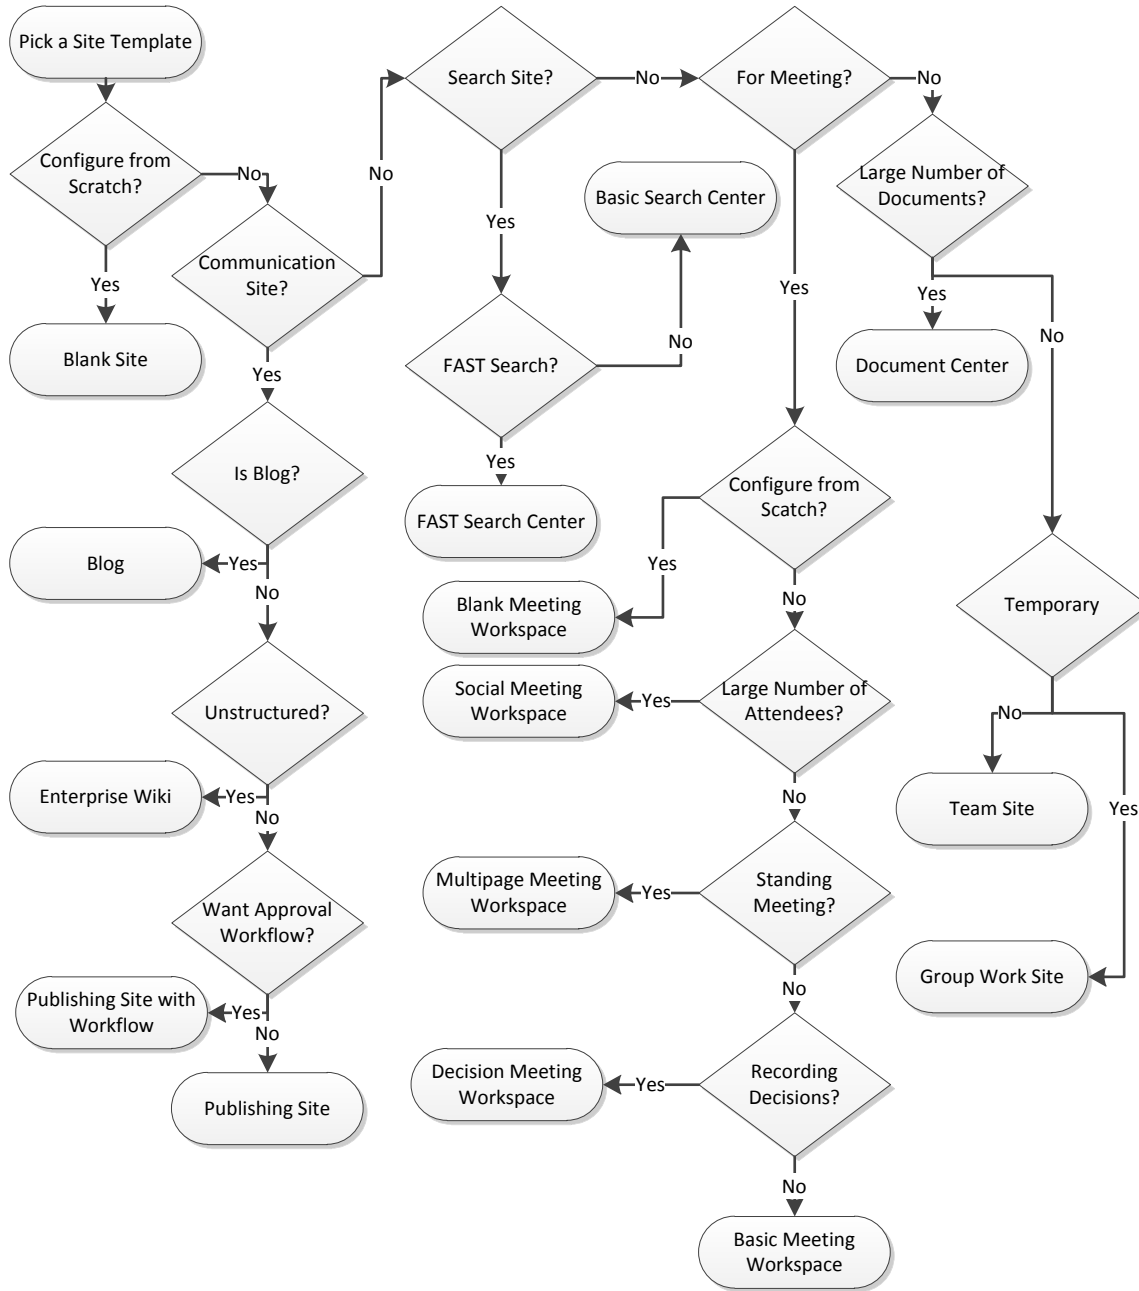 Pick a Site Template
Configure from
Scratch?
No
Yes
Blank Site
Communication
Site?
No
Yes
Is Blog?
Yes
Blog
No
Unstructured?
Yes
Enterprise Wiki
No
Want Approval
Workflow?
Yes
Publishing Site with
Workflow
No
Publishing Site
Search Site?
No
Yes
FAST Search?
No
Basic Search Center
Yes
FAST Search Center
For Meeting?
No
Yes
Configure from
Scatch?
Yes
Blank Meeting
Workspace
No
Large Number of
Attendees?
Yes
Social Meeting
Workspace
No
Standing
Meeting?
Yes
Multipage Meeting
Workspace
No
Recording
Decisions?
Yes
Decision Meeting
Workspace
No
Basic Meeting
Workspace
Large Number of
Documents?
Yes
Document Center
No
Temporary
No
Team Site
Yes
Group Work Site